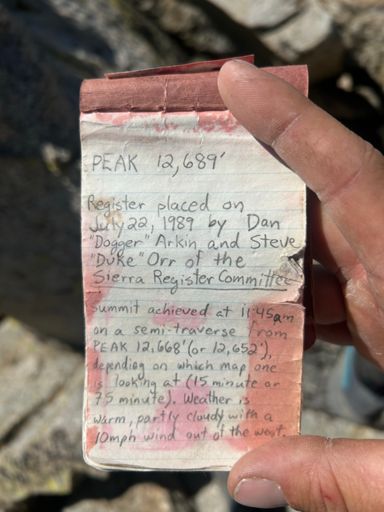 PEAK 12,689'
Register placed on
July 22, 1989 by Dan
"Dogger" Arkin and Steve
"Duke" Orr of the
Sierra Register Committee
Summit achieved at 11:45am
on a semi-traverse from
PEAK 12,668' (or 12,652'),
depending on which map one
is looking at (15 minute or
7.5 minute). Weather is
warm, partly cloudy with a
10mph wind out of the west.